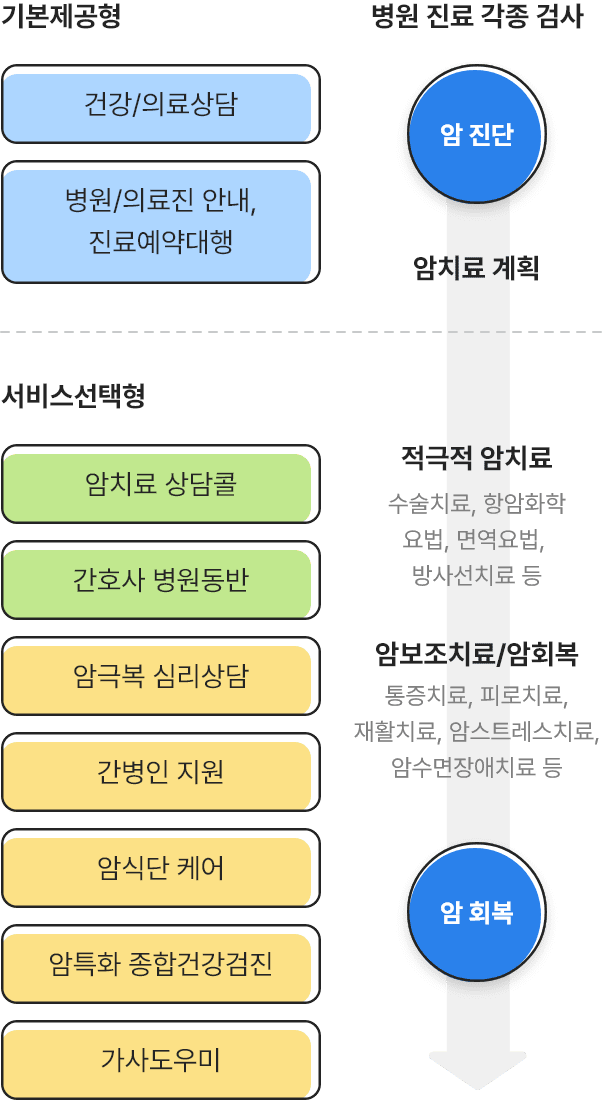 기본제공형
건강/의료상담
병원/의료진 안내,
진료예약대행
서비스선택형
암치료 상담콜
간호사 병원동반
암극복 심리상담
간병인 지원
암식단 케어
암특화 종합건강검진
가사도우미
병원 진료 각종 검사
암 진단
암치료 계획
적극적 암치료
수술치료, 항암화학
요법, 면역요법,
방사선치료 등
암보조치료/암회복
통증치료, 피로치료,
재활치료, 암스트레스치료,
암수면장애치료 등
암 회복